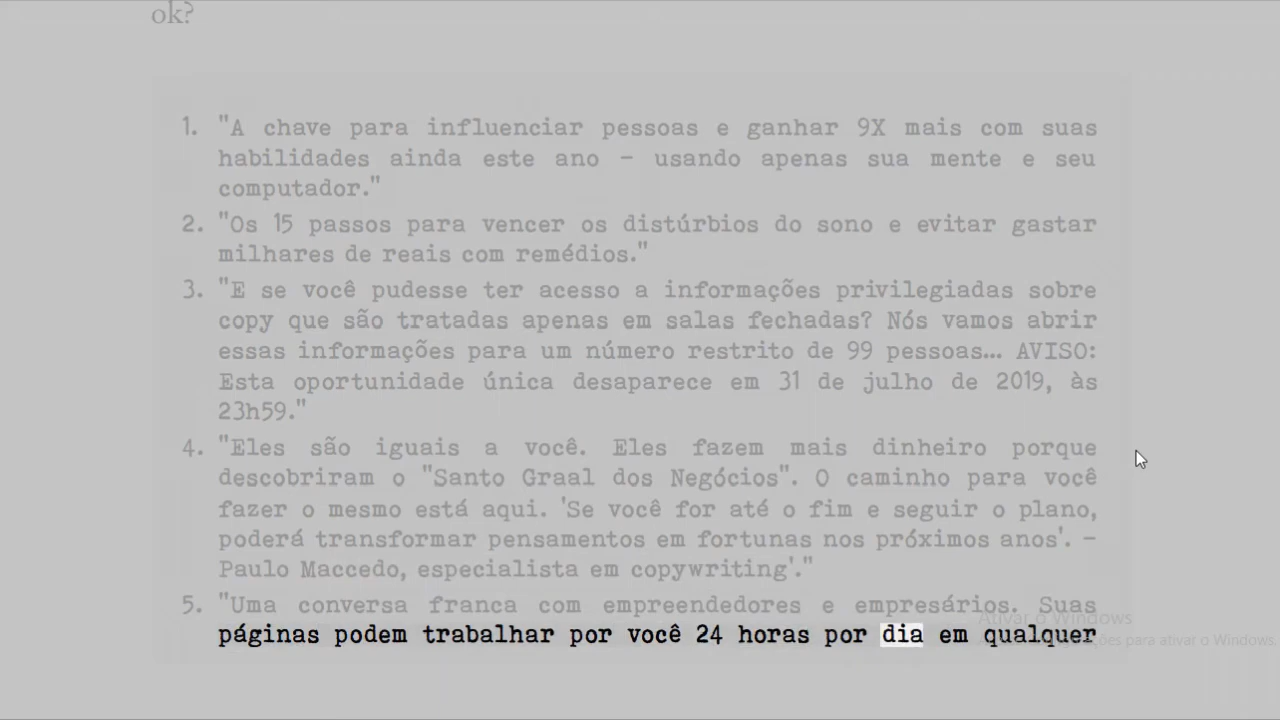 ok?
1. "A chave para influenciar pessoas e ganhar 9X mais com suas
habilidades ainda este ano – usando apenas sua mente e seu
computador."
2. "Os 15 passos para vencer os distúrbios do sono e evitar gastar
milhares de reais com remédios."
3. "E se você pudesse ter acesso a informações privilegiadas sobre
copy que são tratadas apenas em salas fechadas? Nós vamos abrir
essas informações para um número restrito de 99 pessoas... AVISO:
Esta oportunidade única desaparece em 31 de julho de 2019, às
23h59."
4. "Eles são iguais a você. Eles fazem mais dinheiro porque
descobriram o "Santo Graal dos Negócios". O caminho para você
fazer o mesmo está aqui. 'Se você for até o fim e seguir o plano,
poderá transformar pensamentos em fortunas nos próximos anos'. –
Paulo Maccedo, especialista em copywriting'."
5. "Uma conversa franca com empreendedores e empresários. Suas
Ativar o Windows
páginas podem trabalhar por você 24 horas por dia em qualquer
para ativar o Windows.